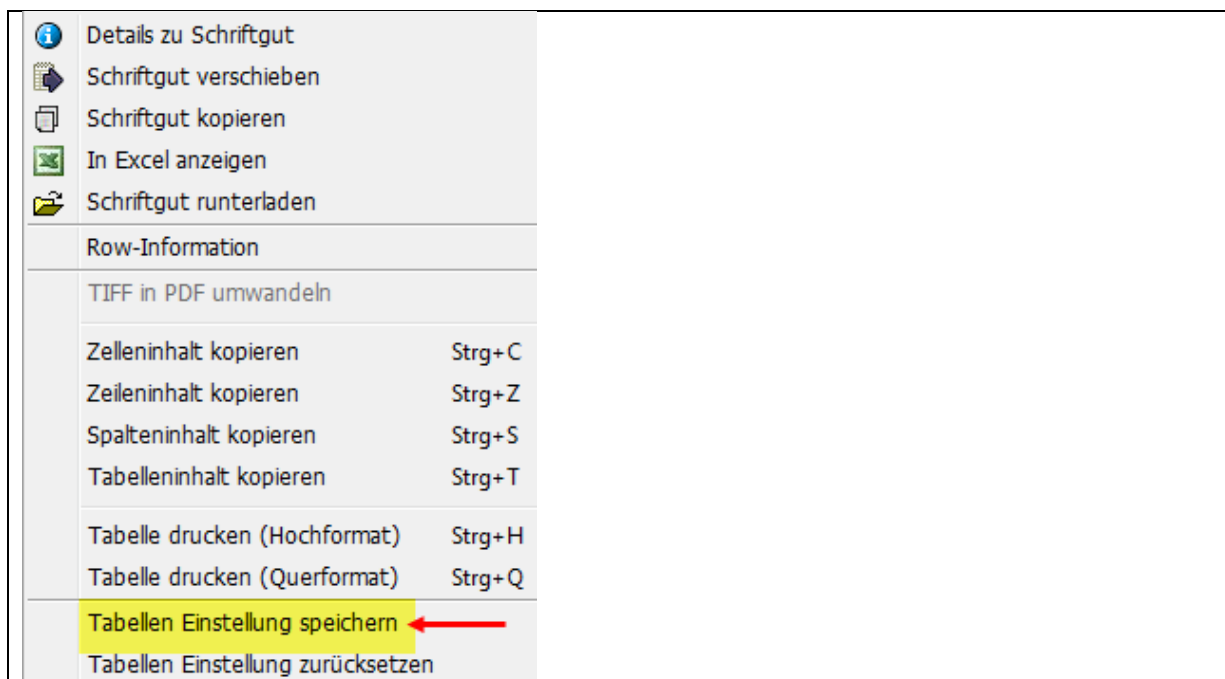 Details zu Schriftgut
Schriftgut verschieben
Schriftgut kopieren
In Excel anzeigen
Schriftgut runterladen
Row-Information
TIFF in PDF umwandeln
Zelleninhalt kopieren Strg+C
Zeileninhalt kopieren Strg+Z
Spalteninhalt kopieren Strg+S
Tabelleninhalt kopieren Strg+T
Tabelle drucken (Hochformat) Strg+H
Tabelle drucken (Querformat) Strg+Q
Tabellen Einstellung speichern
Tabellen Einstellung zurücksetzen